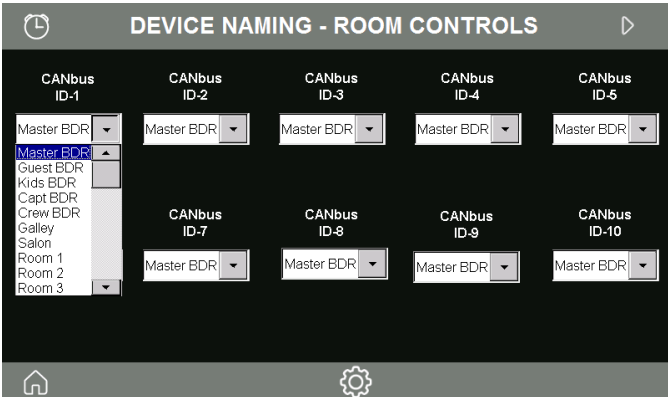 DEVICE NAMING - ROOM CONTROLS
CANbus
ID-1
CANbus
ID-2
CANbus
ID-3
CANbus
ID-4
CANbus
ID-5
Master BDR
Master BDR
Master BDR
Master BDR
Master BDR
Master BDR
Guest BDR
Kids BDR
Capt BDR
Crew BDR
Galley
Salon
Room 1
Room 2
Room 3
CANbus
ID-7
CANbus
ID-8
CANbus
ID-9
CANbus
ID-10
Master BDR
Master BDR
Master BDR
Master BDR